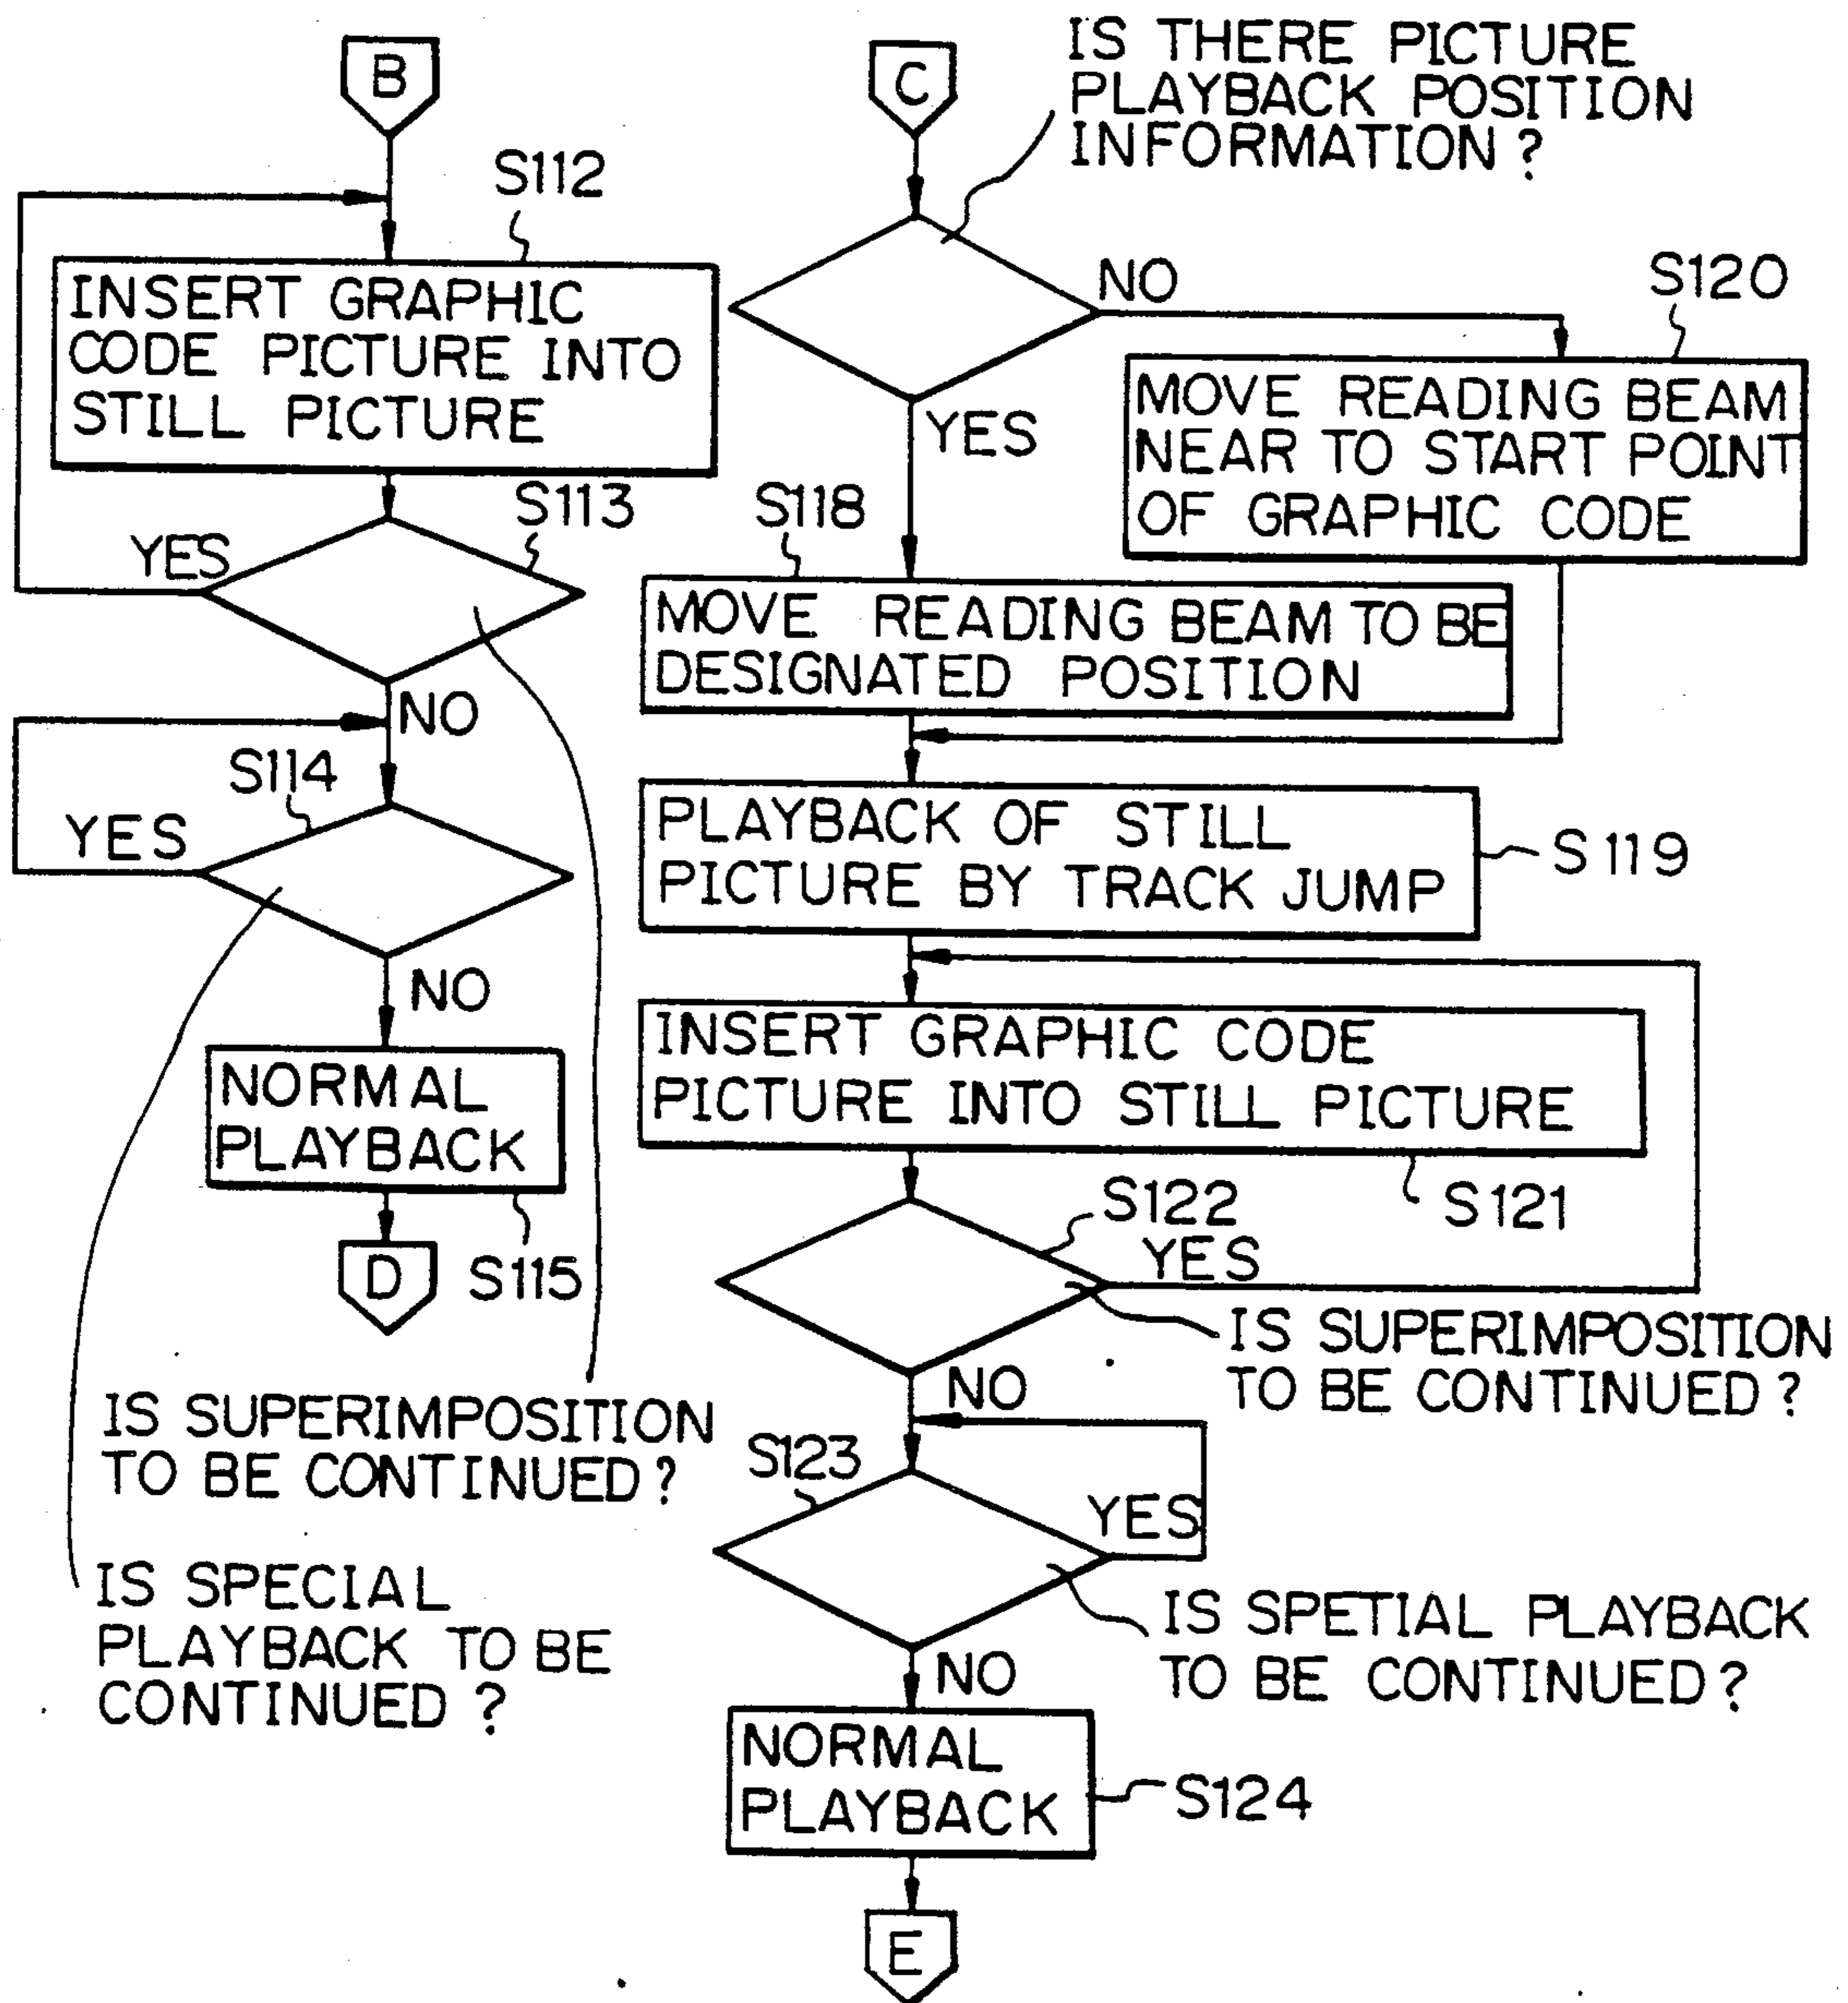 B
S112
INSERT GRAPHIC
CODE PICTURE INTO
STILL PICTURE
S113
YES
NO
S114
YES
NO
NORMAL
PLAYBACK
S115
D
IS SUPERIMPOSITION
TO BE CONTINUED?
IS SPECIAL
PLAYBACK TO BE
CONTINUED?
C
IS THERE PICTURE
PLAYBACK POSITION
INFORMATION?
NO
S120
MOVE READING BEAM
NEAR TO START POINT
OF GRAPHIC CODE
YES
S118
MOVE READING BEAM TO BE
DESIGNATED POSITION
PLAYBACK OF STILL
PICTURE BY TRACK JUMP
S119
INSERT GRAPHIC CODE
PICTURE INTO STILL PICTURE
S121
S122
YES
IS SUPERIMPOSITION
TO BE CONTINUED?
NO
S123
YES
IS SPETIAL PLAYBACK
TO BE CONTINUED?
NO
NORMAL
PLAYBACK
S124
E